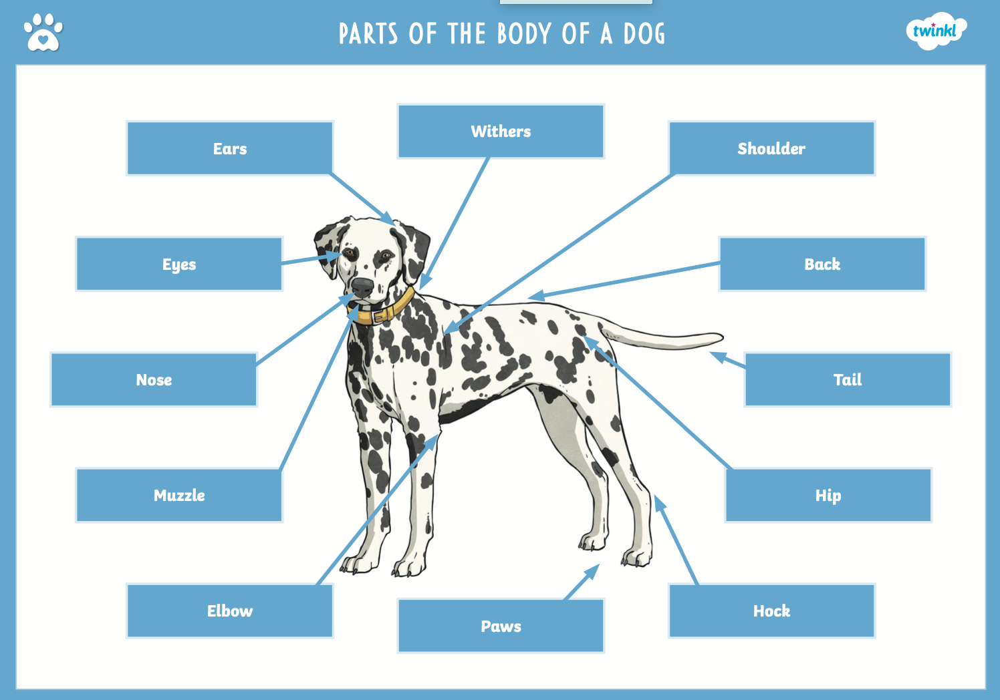 PARTS OF THE BODY OF A DOG
twinkl
Ears
Withers
Shoulder
Eyes
Back
Nose
Tail
Muzzle
Hip
Elbow
Paws
Hock